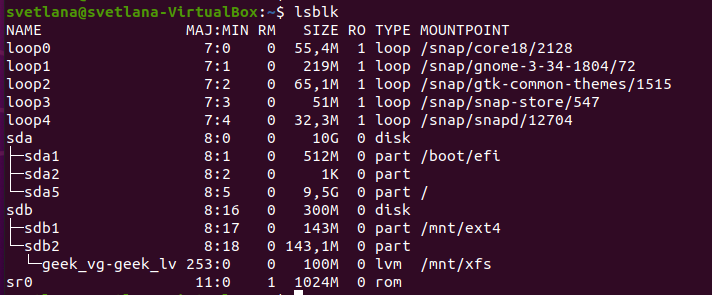 svetlana@svetlana-VirtualBox:~$ lsblk
NAME MAJ:MIN RM SIZE RO TYPE MOUNTPOINT
loop0 7:0 0 55,4M 1 loop /snap/core18/2128
loop1 7:1 0 219M 1 loop /snap/gnome-3-34-1804/72
loop2 7:2 0 65,1M 1 loop /snap/gtk-common-themes/1515
loop3 7:3 0 51M 1 loop /snap/snap-store/547
loop4 7:4 0 32,3M 1 loop /snap/snapd/12704
sda 8:0 0 10G 0 disk
├─sda1 8:1 0 512M 0 part /boot/efi
├─sda2 8:2 0 1K 0 part
└─sda5 8:5 0 9,5G 0 part /
sdb 8:16 0 300M 0 disk
├─sdb1 8:17 0 143M 0 part /mnt/ext4
└─sdb2 8:18 0 143,1M 0 part
└─geek_vg-geek_lv 253:0 0 100M 0 lvm /mnt/xfs
sr0 11:0 1 1024M 0 rom